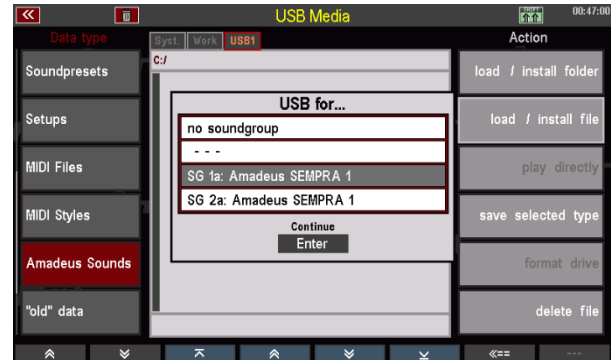 USB Media
00:47:00
Data type
Syst. Work USB1
Action
C:/
Soundpresets
Setups
MIDI Files
MIDI Styles
Amadeus Sounds
"old" data
USB for...
no soundgroup
- - -
SG 1a: Amadeus SEMPRA 1
SG 2a: Amadeus SEMPRA 1
Continue
Enter
load / install folder
load / install file
play directly
save selected type
format drive
delete file
«==
---